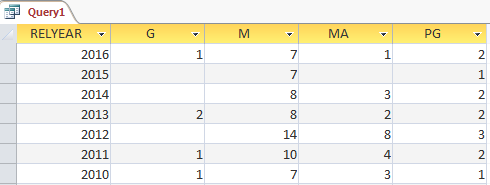 Query1
RELYEAR G M MA PG
2016 1 7 1 2
2015 7 1
2014 8 3 2
2013 2 8 2 2
2012 14 8 3
2011 1 10 4 2
2010 1 7 3 1